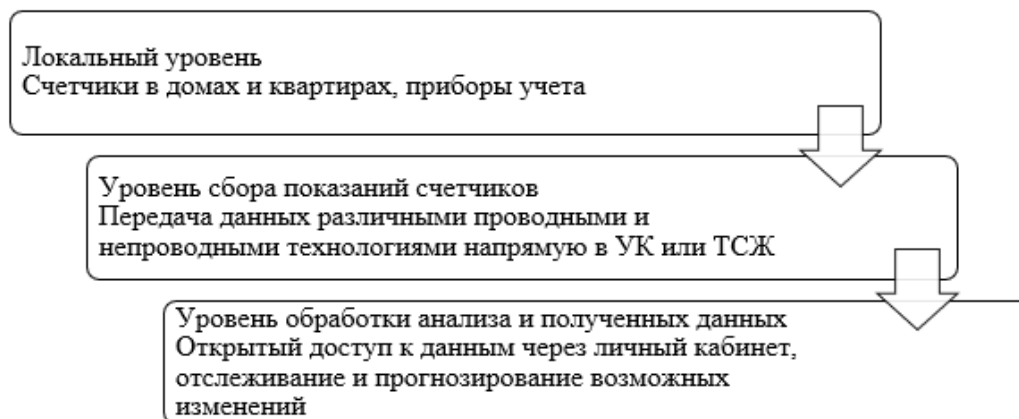 Локальный уровень
Счетчики в домах и квартирах, приборы учета
Уровень сбора показаний счетчиков
Передача данных различными проводными и
непроводными технологиями напрямую в УК или ТСЖ
Уровень обработки анализа и полученных данных
Открытый доступ к данным через личный кабинет,
отслеживание и прогнозирование возможных
изменений